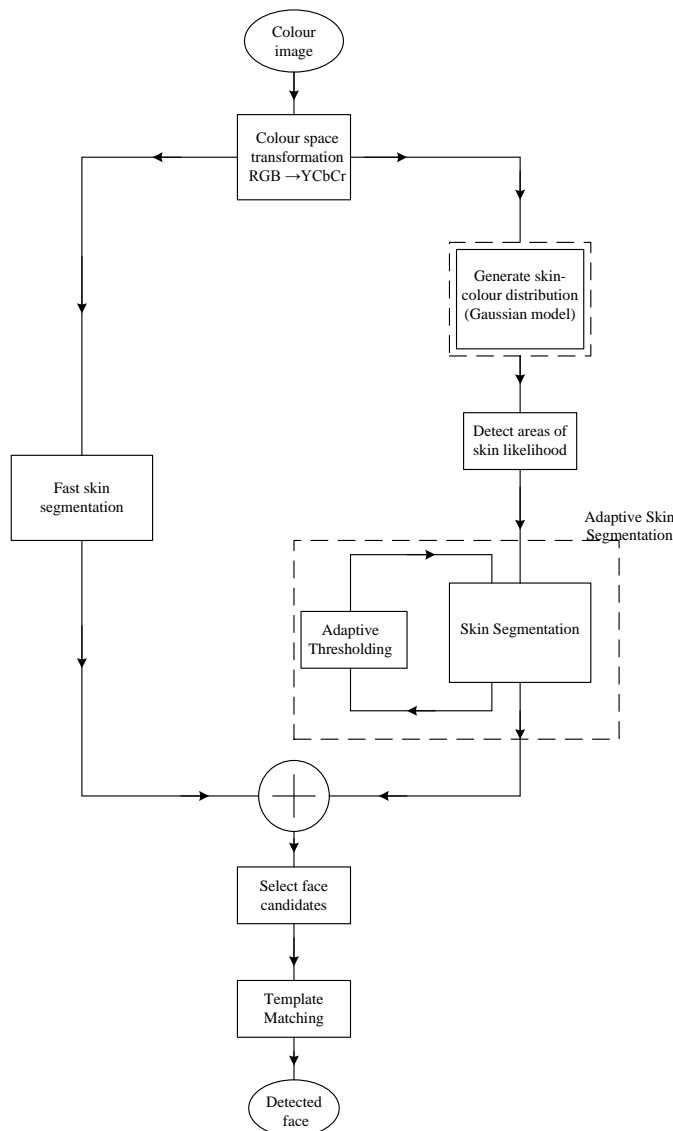 Colour
image
Colour space
transformation
RGB →YCbCr
Generate skin-
colour distribution
(Gaussian model)
Detect areas of
skin likelihood
Fast skin
segmentation
Adaptive Skin
Segmentation
Adaptive
Thresholding
Skin Segmentation
Select face
candidates
Template
Matching
Detected
face